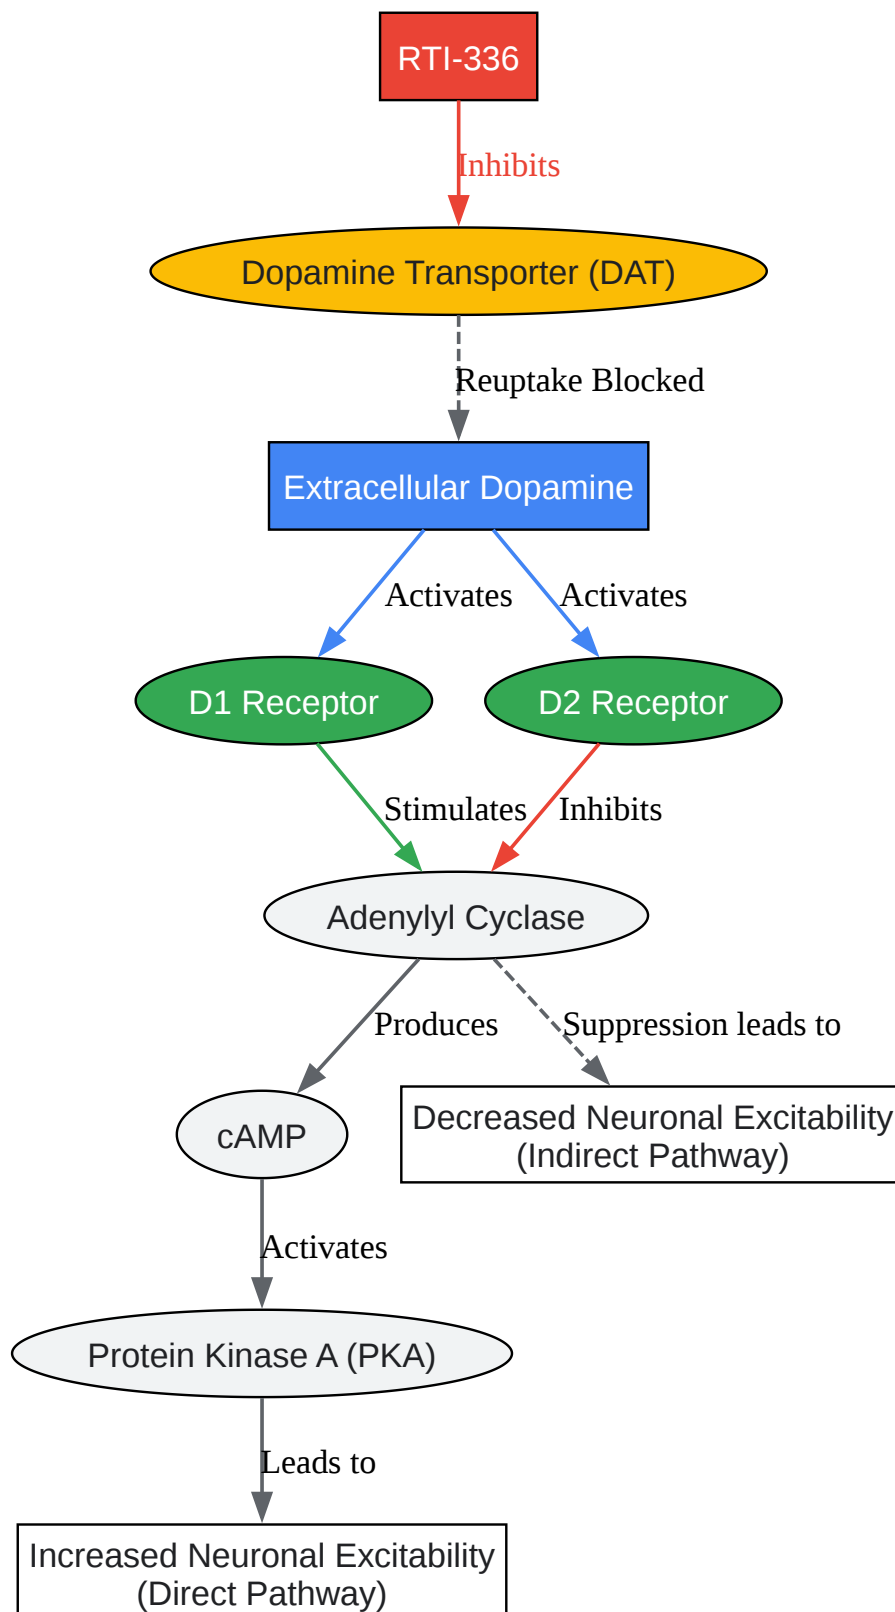 RTI-336
Inhibits
Dopamine Transporter (DAT)
Reuptake Blocked
Extracellular Dopamine
Activates
Activates
D1 Receptor
D2 Receptor
Stimulates
Inhibits
Adenylyl Cyclase
Produces
Suppression leads to
cAMP
Decreased Neuronal Excitability
(Indirect Pathway)
Activates
Protein Kinase A (PKA)
Leads to
Increased Neuronal Excitability
(Direct Pathway)